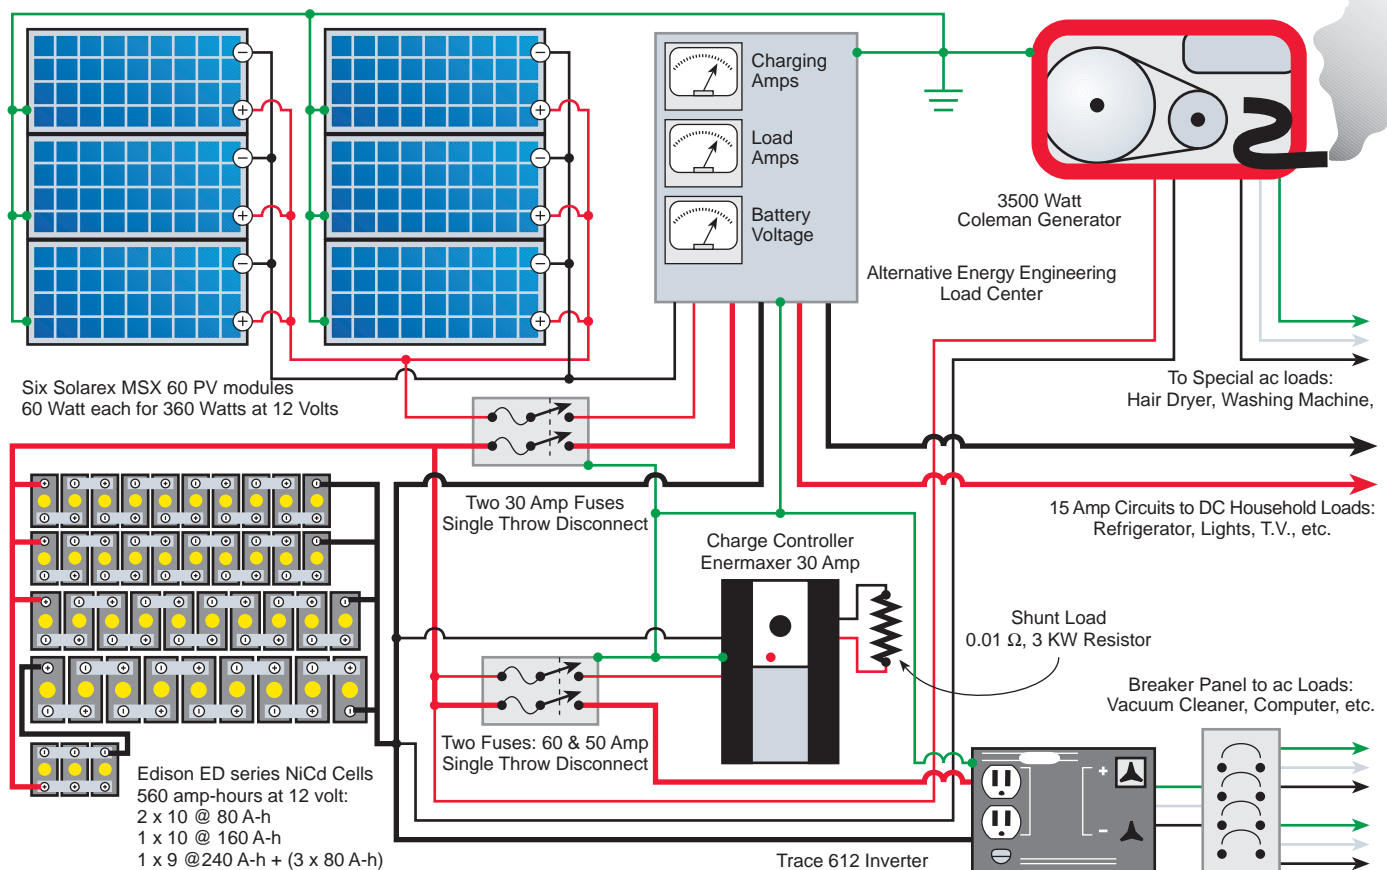 Charging
Amps
Load
Amps
Battery
Voltage
3500 Watt
Coleman Generator
Alternative Energy Engineering
Load Center
Six Solarex MSX 60 PV modules
60 Watt each for 360 Watts at 12 Volts
To Special ac loads:
Hair Dryer, Washing Machine,
Two 30 Amp Fuses
Single Throw Disconnect
15 Amp Circuits to DC Household Loads:
Refrigerator, Lights, T.V., etc.
Charge Controller
Enermaxer 30 Amp
Shunt Load
0.01 Ω, 3 KW Resistor
Breaker Panel to ac Loads:
Vacuum Cleaner, Computer, etc.
Two Fuses: 60 & 50 Amp
Single Throw Disconnect
Edison ED series NiCd Cells
560 amp-hours at 12 volt:
2 x 10 @ 80 A-h
1 x 10 @ 160 A-h
1 x 9 @240 A-h + (3 x 80 A-h)
Trace 612 Inverter